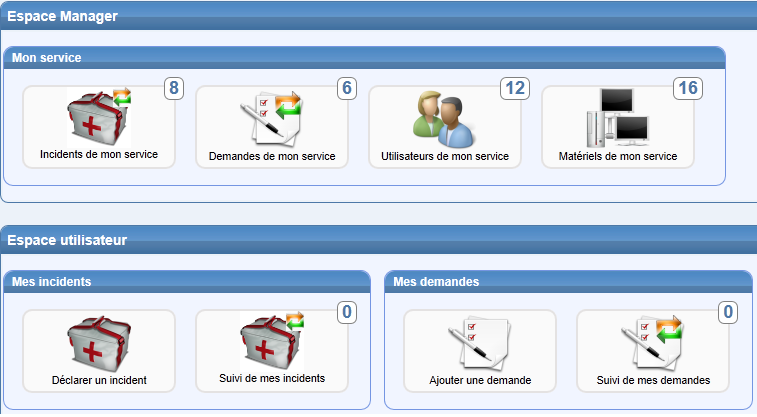 Espace Manager
Mon service
8
6
12
16
Incidents de mon service
Demandes de mon service
Utilisateurs de mon service
Matériels de mon service
Espace utilisateur
Mes incidents
Mes demandes
0
0
Déclarer un incident
Suivi de mes incidents
Ajouter une demande
Suivi de mes demandes